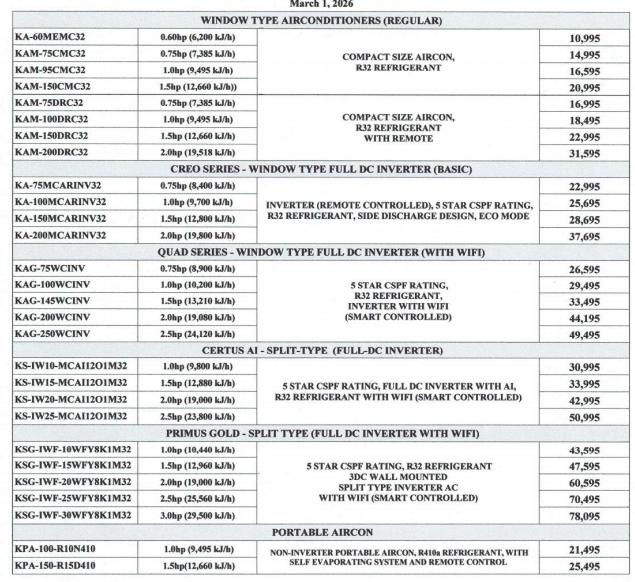 March 1, 2026
WINDOW TYPE AIRCONDITIONERS (REGULAR)
KA-60MEMC32 0.60hp (6,200 kJ/h) 10,995
KAM-75CMC32 0.75hp (7,385 kJ/h) 14,995
KAM-95CMC32 1.0hp (9,495 kJ/h) 16,595
KAM-150CMC32 1.5hp (12,660 kJ/h)) 20,995
COMPACT SIZE AIRCON,
R32 REFRIGERANT
KAM-75DRC32 0.75hp (7,385 kJ/h) 16,995
KAM-100DRC32 1.0hp (9,495 kJ/h) 18,495
KAM-150DRC32 1.5hp (12,660 kJ/h) 22,995
KAM-200DRC32 2.0hp (19,518 kJ/h) 31,595
COMPACT SIZE AIRCON,
R32 REFRIGERANT
WITH REMOTE
CREO SERIES - WINDOW TYPE FULL DC INVERTER (BASIC)
KA-75MCARINV32 0.75hp (8,400 kJ/h) 22,995
KA-100MCARINV32 1.0hp (9,700 kJ/h) 25,695
KA-150MCARINV32 1.5hp (12,800 kJ/h) 28,695
KA-200MCARINV32 2.0hp (19,800 kJ/h) 37,695
INVERTER (REMOTE CONTROLLED), 5 STAR CSPF RATING,
R32 REFRIGERANT, SIDE DISCHARGE DESIGN, ECO MODE
QUAD SERIES - WINDOW TYPE FULL DC INVERTER (WITH WIFI)
KAG-75WCINV 0.75hp (8,900 kJ/h) 26,595
KAG-100WCINV 1.0hp (10,200 kJ/h) 29,495
KAG-145WCINV 1.5hp (13,210 kJ/h) 33,495
KAG-200WCINV 2.0hp (19,080 kJ/h) 44,195
KAG-250WCINV 2.5hp (24,120 kJ/h) 49,495
5 STAR CSPF RATING,
R32 REFRIGERANT,
INVERTER WITH WIFI
(SMART CONTROLLED)
CERTUS AI - SPLIT-TYPE (FULL-DC INVERTER)
KS-IW10-MCAI12O1M32 1.0hp (9,800 kJ/h) 30,995
KS-IW15-MCAI12O1M32 1.5hp (12,880 kJ/h) 33,995
KS-IW20-MCAI12O1M32 2.0hp (19,000 kJ/h) 42,995
KS-IW25-MCAI12O1M32 2.5hp (23,800 kJ/h) 50,995
5 STAR CSPF RATING, FULL DC INVERTER WITH AI,
R32 REFRIGERANT WITH WIFI (SMART CONTROLLED)
PRIMUS GOLD - SPLIT TYPE (FULL DC INVERTER WITH WIFI)
KSG-IWF-10WFY8K1M32 1.0hp (10,440 kJ/h) 43,595
KSG-IWF-15WFY8K1M32 1.5hp (12,960 kJ/h) 47,595
KSG-IWF-20WFY8K1M32 2.0hp (19,000 kJ/h) 60,595
KSG-IWF-25WFY8K1M32 2.5hp (25,560 kJ/h) 70,495
KSG-IWF-30WFY8K1M32 3.0hp (29,500 kJ/h) 78,095
5 STAR CSPF RATING, R32 REFRIGERANT
3DC WALL MOUNTED
SPLIT TYPE INVERTER AC
WITH WIFI (SMART CONTROLLED)
PORTABLE AIRCON
KPA-100-R10N410 1.0hp (9,495 kJ/h) 21,495
KPA-150-R15D410 1.5hp(12,660 kJ/h) 25,495
NON-INVERTER PORTABLE AIRCON, R410a REFRIGERANT, WITH
SELF EVAPORATING SYSTEM AND REMOTE CONTROL